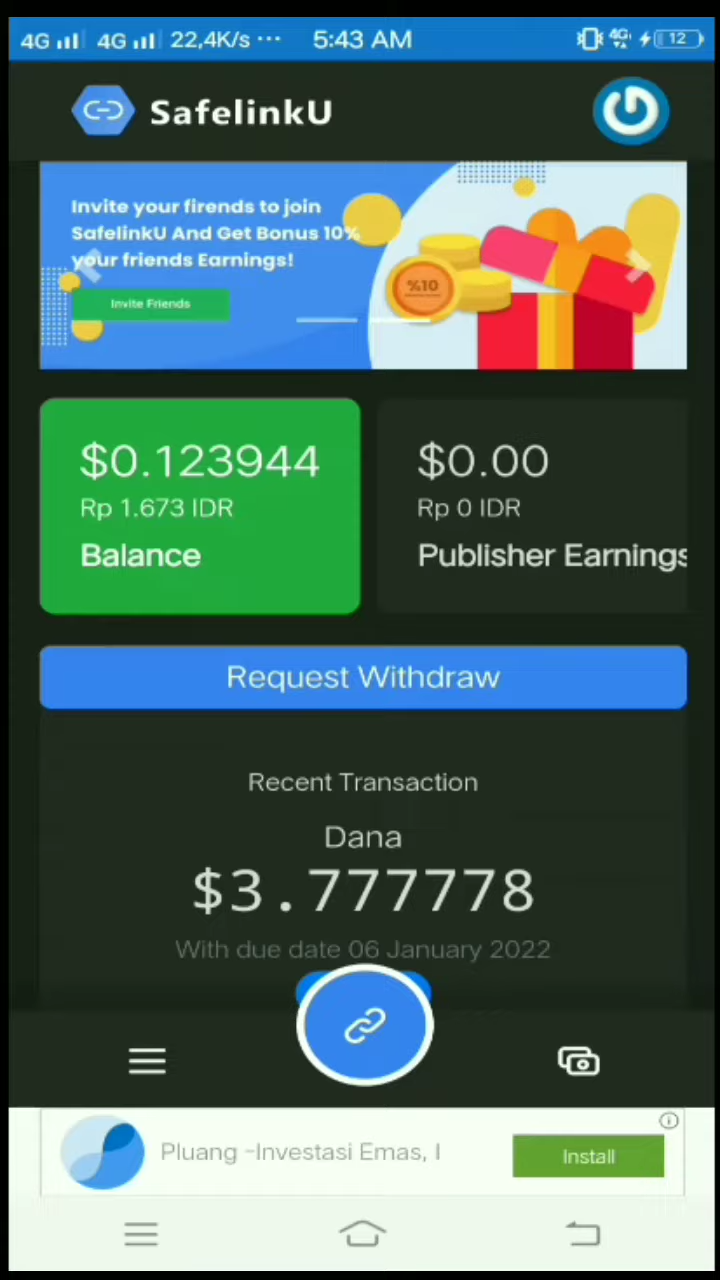 4G 4G 22,4K/s ··· 5:43 AM 4G 12
SafelinkU
Invite your firends to join
SafelinkU And Get Bonus 10%
your friends Earnings!
Invite Friends
%10
$0.123944
Rp 1.673 IDR
Balance
$0.00
Rp 0 IDR
Publisher Earnings
Request Withdraw
Recent Transaction
Dana
$3.777778
With due date 06 January 2022
Pluang -Investasi Emas, I
Install